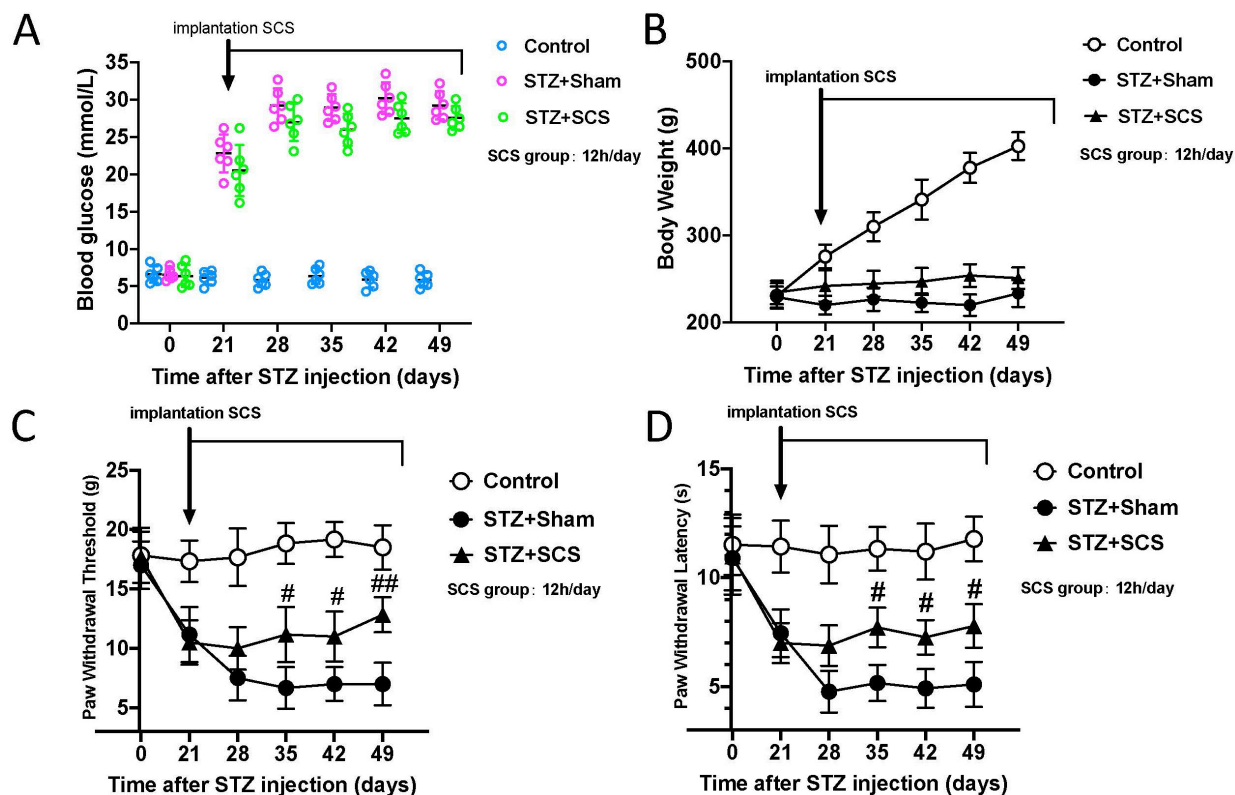 A
implantation SCS
Control
STZ+Sham
STZ+SCS
SCS group: 12h/day
Blood glucose (mmol/L)
35
30
25
20
15
10
5
0
0 21 28 35 42 49
Time after STZ injection (days)
B
implantation SCS
Control
STZ+Sham
STZ+SCS
SCS group: 12h/day
Body Weight (g)
500
400
300
200
0 21 28 35 42 49
Time after STZ injection (days)
C
implantation SCS
Control
STZ+Sham
STZ+SCS
SCS group: 12h/day
Paw Withdrawal Threshold (g)
25
20
15
10
5
# # ##
0 21 28 35 42 49
Time after STZ injection (days)
D
implantation SCS
Control
STZ+Sham
STZ+SCS
SCS group: 12h/day
Paw Withdrawal Latency (s)
15
10
5
# # #
0 21 28 35 42 49
Time after STZ injection (days)